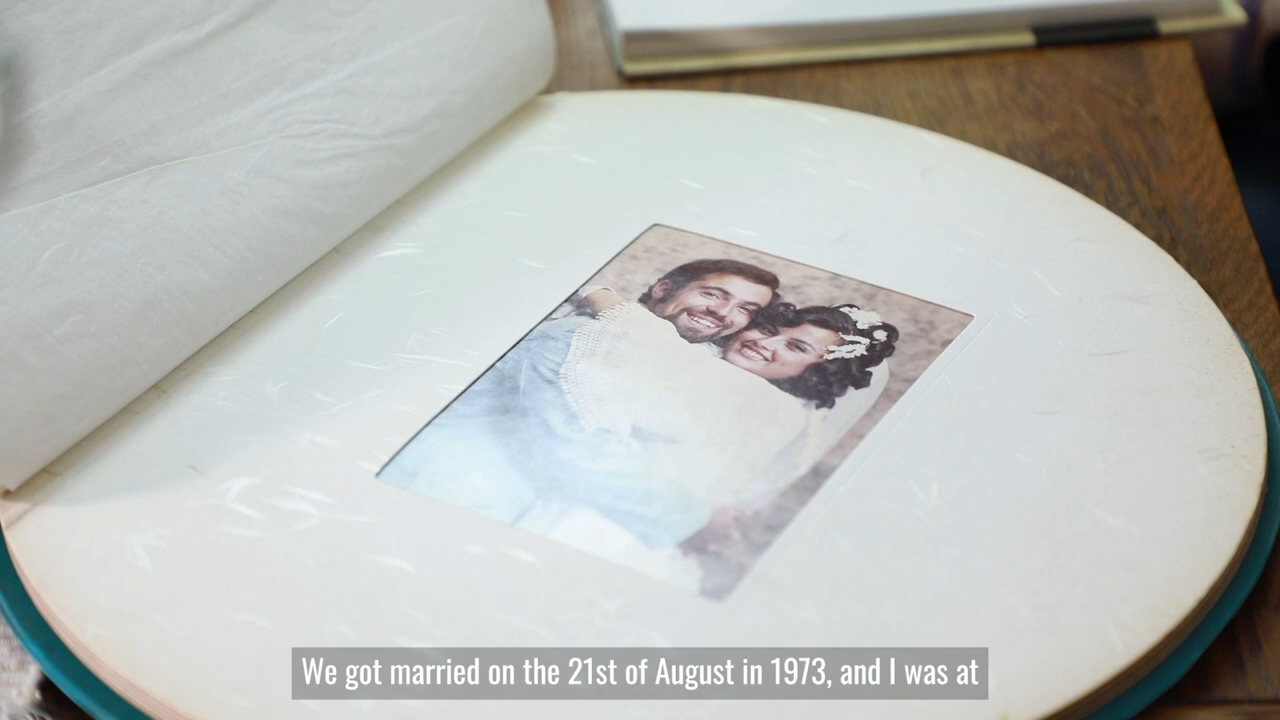 We got married on the 21st of August in 1973, and I was at